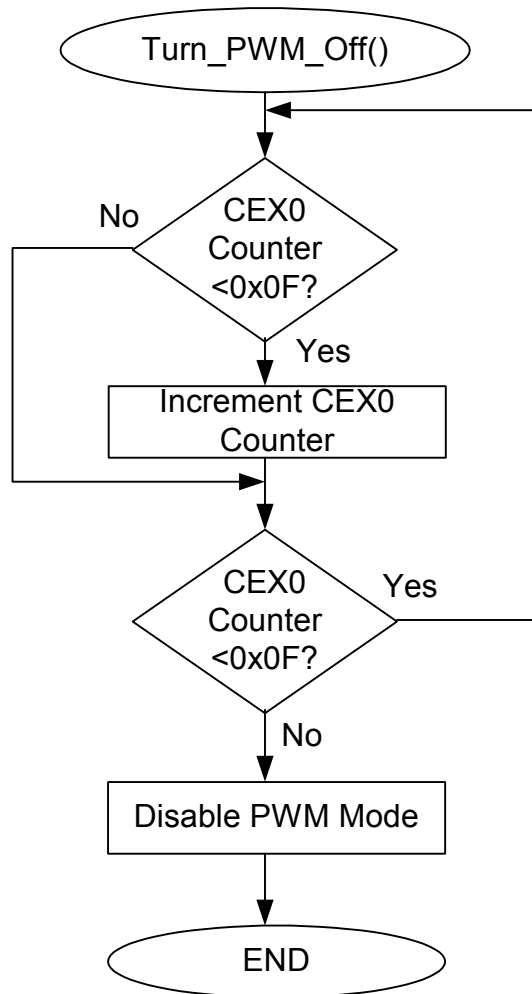 Turn_PWM_Off()
CEX0
Counter
<0x0F?
No
Yes
Increment CEX0
Counter
CEX0
Counter
<0x0F?
Yes
No
Disable PWM Mode
END